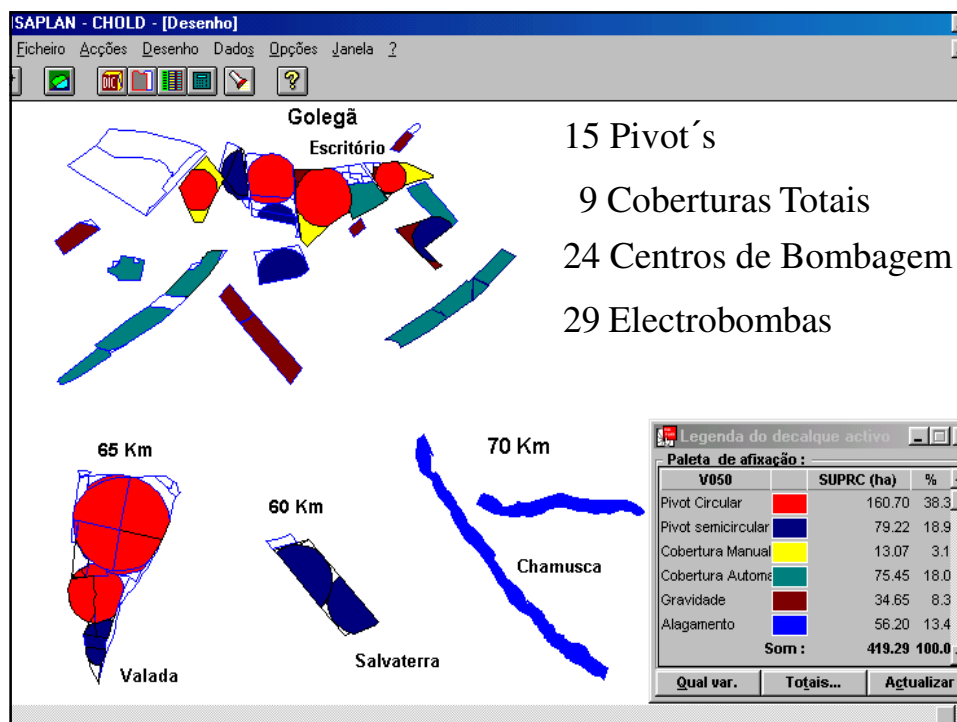 ISAPLAN - CHOLD - [Desenho]
Ficheiro Acções Desenho Dados Opções Janela ?
Golegã
Escritório
15 Pivot´s
9 Coberturas Totais
24 Centros de Bombagem
29 Electrobombas
65 Km
60 Km
70 Km
Valada
Salvaterra
Chamusca
Legenda do decalque activo
Paleta de afixação :
V050 SUPRC (ha) %
Pivot Circular 160.70 38.3
Pivot semicircular 79.22 18.9
Cobertura Manual 13.07 3.1
Cobertura Automa 75.45 18.0
Gravidade 34.65 8.3
Alagamento 56.20 13.4
Som : 419.29 100.0
Qual var. Totais... Actualizar